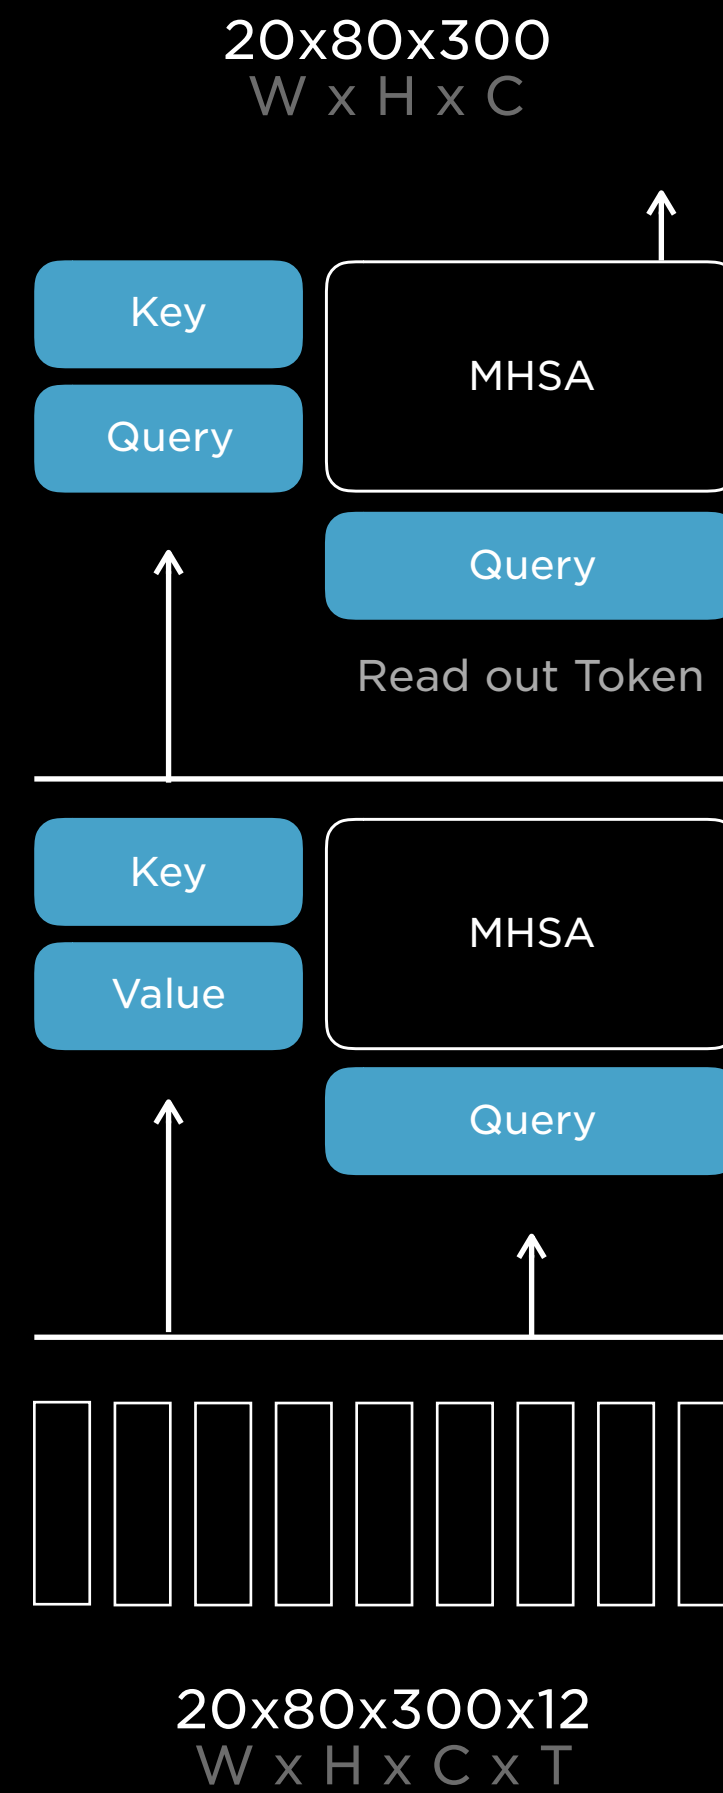 20x80x300
W x H x C
Key
MHSA
Query
Query
Read out Token
Key
MHSA
Value
Query
20x80x300x12
W x H x C x T